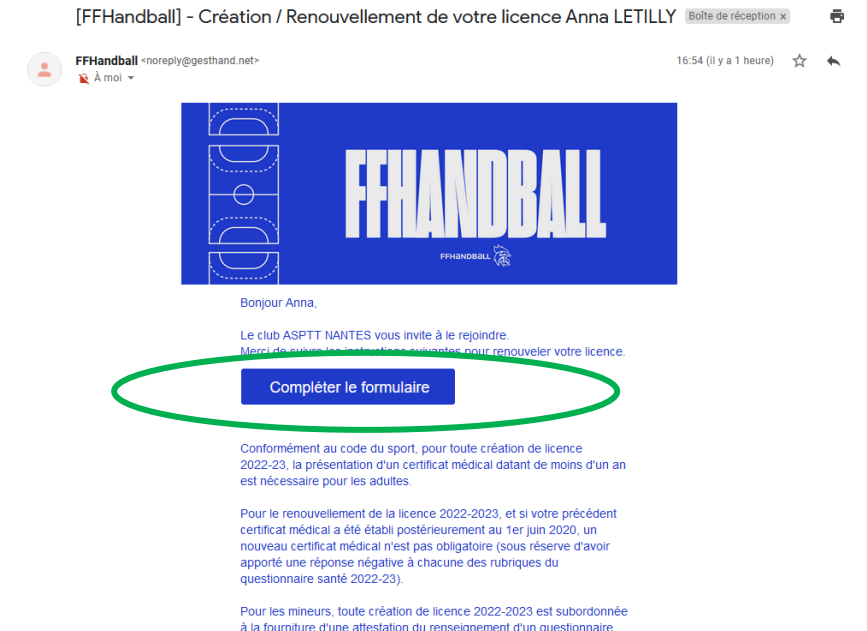 [FFHandball] - Création / Renouvellement de votre licence Anna LETILLY Boîte de réception x
FFHandball <noreply@gesthand.net> 16:54 (il y a 1 heure)
À moi
FFHANDBALL
FFHANDBALL
Bonjour Anna,
Le club ASPTT NANTES vous invite à le rejoindre.
Merci de suivre les instructions suivantes pour renouveler votre licence.
Compléter le formulaire
Conformément au code du sport, pour toute création de licence
2022-23, la présentation d'un certificat médical datant de moins d'un an
est nécessaire pour les adultes.
Pour le renouvellement de la licence 2022-2023, et si votre précédent
certificat médical a été établi postérieurement au 1er juin 2020, un
nouveau certificat médical n'est pas obligatoire (sous réserve d'avoir
apporté une réponse négative à chacune des rubriques du
questionnaire santé 2022-23).
Pour les mineurs, toute création de licence 2022-2023 est subordonnée
à la fourniture d'une attestation du renseignement d'un questionnaire